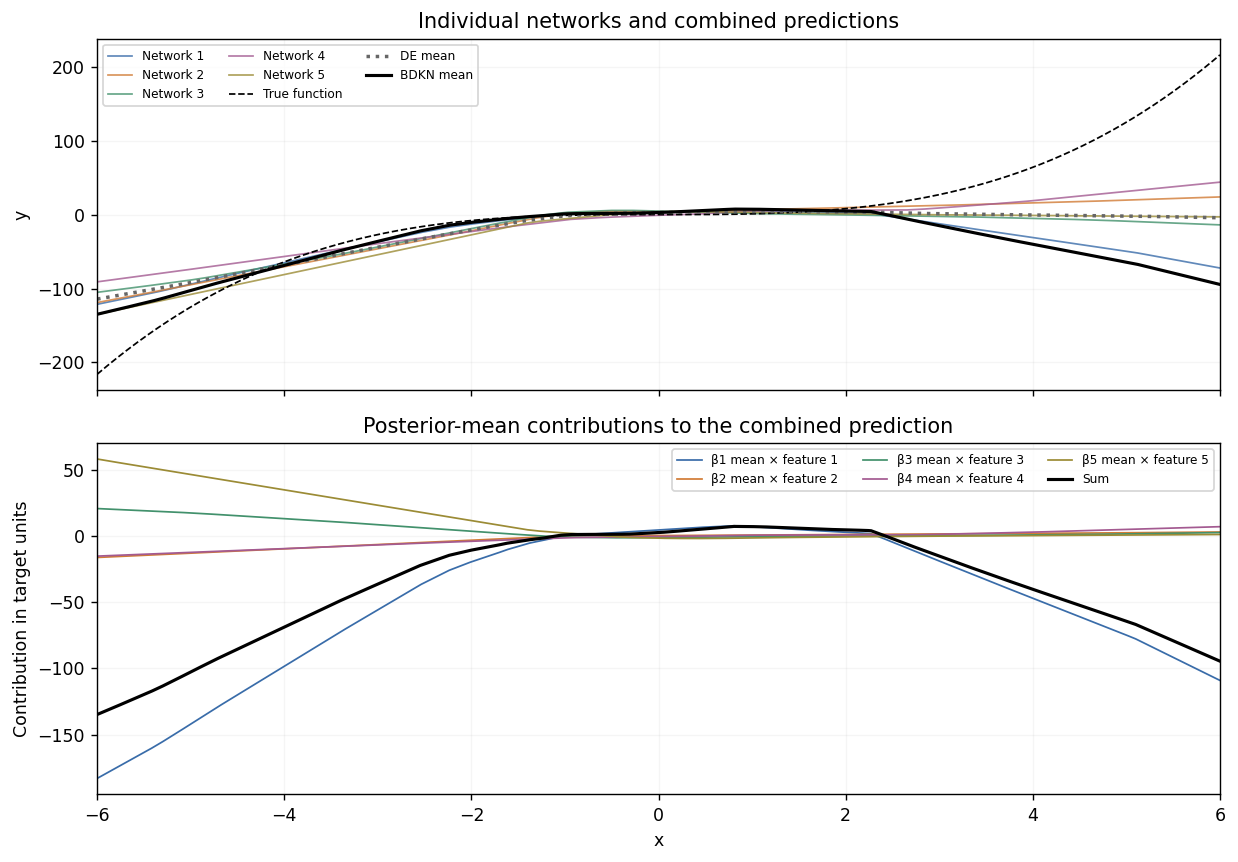 Individual networks and combined predictions
Network 1 Network 4 DE mean
Network 2 Network 5 BDKN mean
Network 3 True function
200
100
0
−100
−200
y
Posterior-mean contributions to the combined prediction
β1 mean × feature 1 β3 mean × feature 3 β5 mean × feature 5
β2 mean × feature 2 β4 mean × feature 4 Sum
50
0
−50
−100
−150
Contribution in target units
−6 −4 −2 0 2 4 6
x